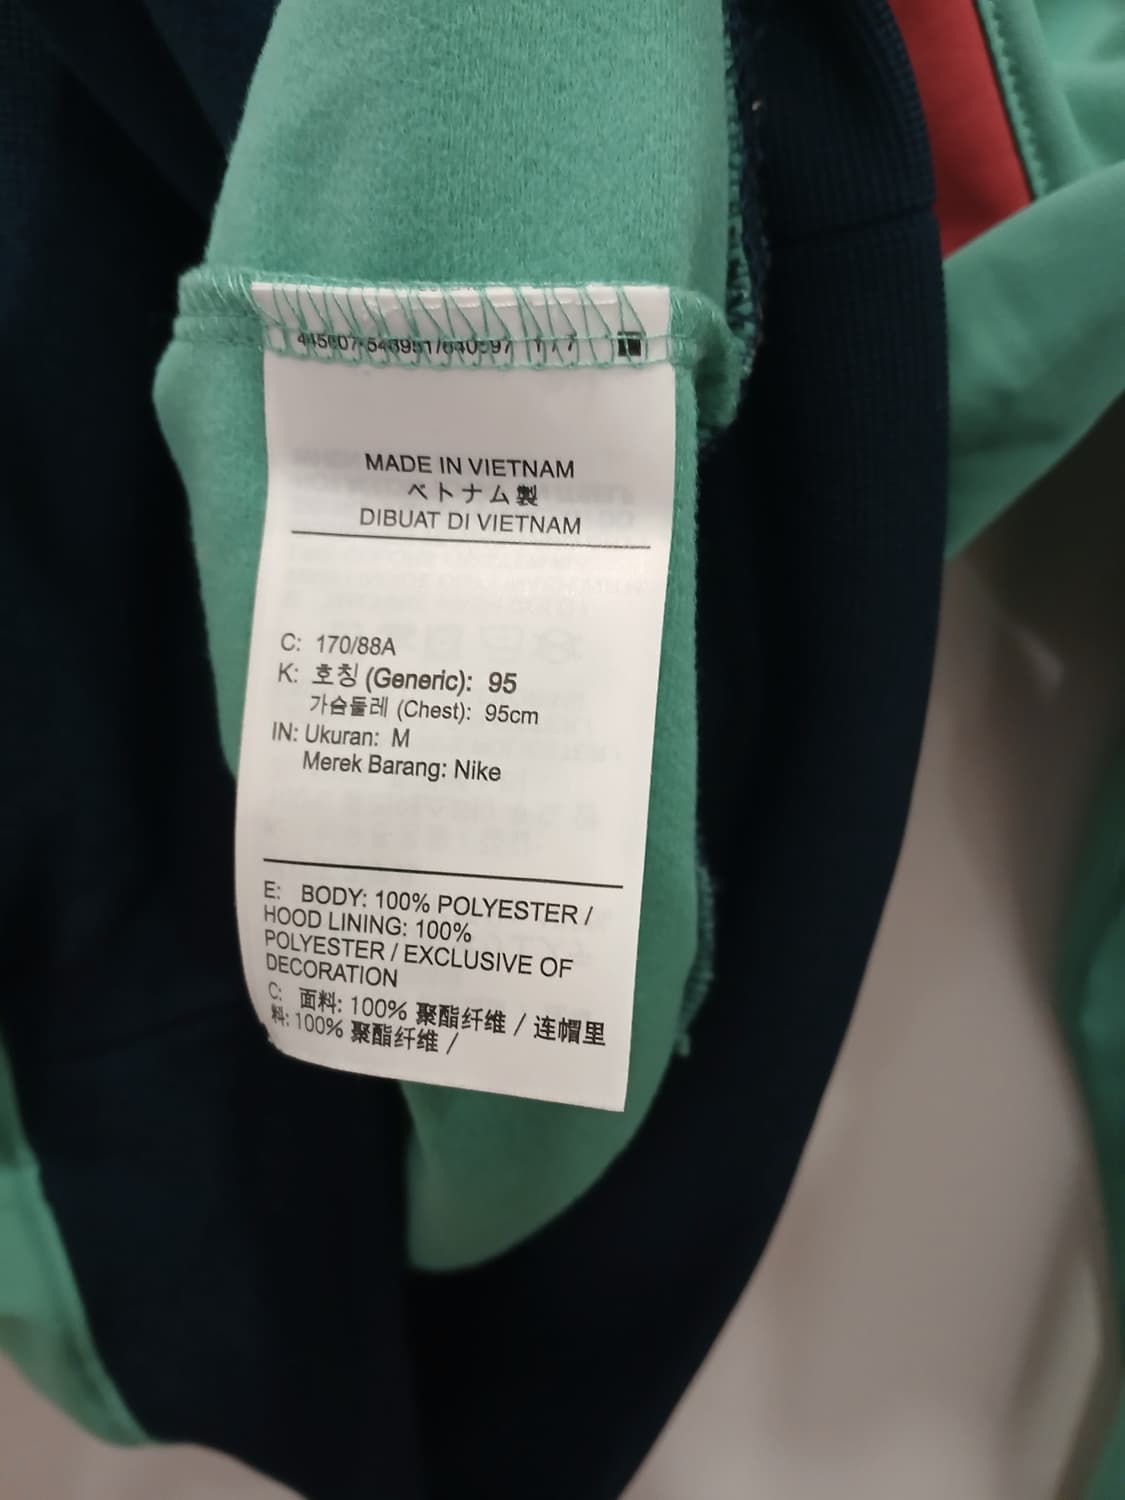 MADE IN VIETNAM
ベトナム製
DIBUAT DI VIETNAM
C: 170/88A
K: 호칭 (Generic): 95
가슴둘레 (Chest): 95cm
IN: Ukuran: M
Merek Barang: Nike
E: BODY: 100% POLYESTER /
HOOD LINING: 100%
POLYESTER / EXCLUSIVE OF
DECORATION
C: 面料: 100% 聚酯纤维 / 连帽里
料: 100% 聚酯纤维 /